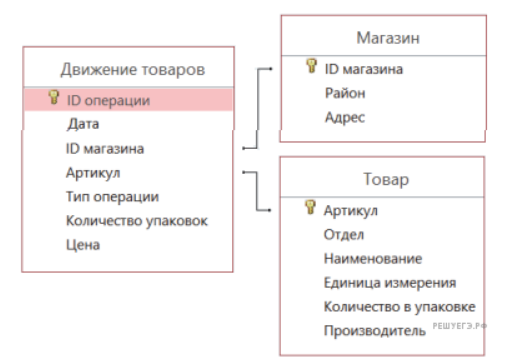 Движение товаров
ID операции
Дата
ID магазина
Артикул
Тип операции
Количество упаковок
Цена
Магазин
ID магазина
Район
Адрес
Товар
Артикул
Отдел
Наименование
Единица измерения
Количество в упаковке
Производитель
РЕШУЕГЭ.РФ